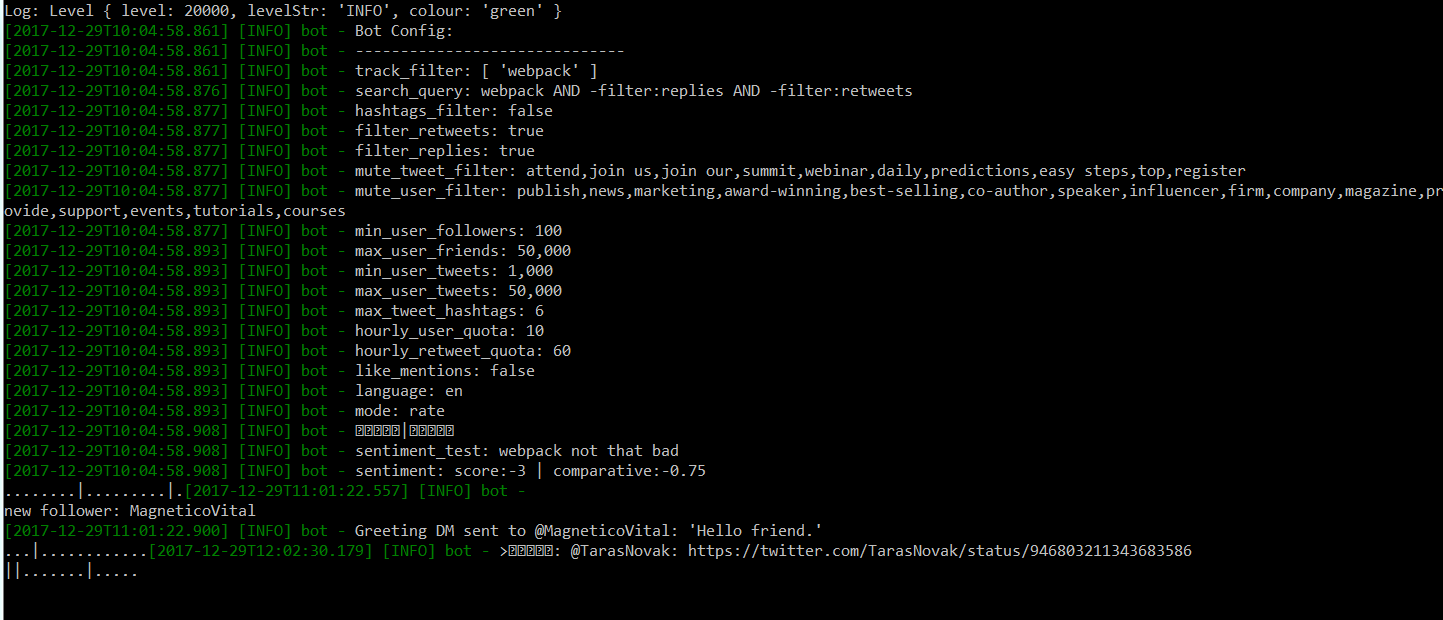 Log: Level { level: 20000, levelStr: 'INFO', colour: 'green' }
[2017-12-29T10:04:58.861] [INFO] bot - Bot Config:
[2017-12-29T10:04:58.861] [INFO] bot - ------------------------------
[2017-12-29T10:04:58.861] [INFO] bot - track_filter: [ 'webpack' ]
[2017-12-29T10:04:58.876] [INFO] bot - search_query: webpack AND -filter:replies AND -filter:retweets
[2017-12-29T10:04:58.877] [INFO] bot - hashtags_filter: false
[2017-12-29T10:04:58.877] [INFO] bot - filter_retweets: true
[2017-12-29T10:04:58.877] [INFO] bot - filter_replies: true
[2017-12-29T10:04:58.877] [INFO] bot - mute_tweet_filter: attend,join us,join our,summit,webinar,daily,predictions,easy steps,top,register
[2017-12-29T10:04:58.877] [INFO] bot - mute_user_filter: publish,news,marketing,award-winning,best-selling,co-author,speaker,influencer,firm,company,magazine,pr
ovide,support,events,tutorials,courses
[2017-12-29T10:04:58.877] [INFO] bot - min_user_followers: 100
[2017-12-29T10:04:58.893] [INFO] bot - max_user_friends: 50,000
[2017-12-29T10:04:58.893] [INFO] bot - min_user_tweets: 1,000
[2017-12-29T10:04:58.893] [INFO] bot - max_user_tweets: 50,000
[2017-12-29T10:04:58.893] [INFO] bot - max_tweet_hashtags: 6
[2017-12-29T10:04:58.893] [INFO] bot - hourly_user_quota: 10
[2017-12-29T10:04:58.893] [INFO] bot - hourly_retweet_quota: 60
[2017-12-29T10:04:58.893] [INFO] bot - like_mentions: false
[2017-12-29T10:04:58.893] [INFO] bot - language: en
[2017-12-29T10:04:58.893] [INFO] bot - mode: rate
[2017-12-29T10:04:58.908] [INFO] bot - ⍰⍰⍰⍰⍰|⍰⍰⍰⍰⍰
[2017-12-29T10:04:58.908] [INFO] bot - sentiment_test: webpack not that bad
[2017-12-29T10:04:58.908] [INFO] bot - sentiment: score:-3 | comparative:-0.75
........|.........|.[2017-12-29T11:01:22.557] [INFO] bot -
new follower: MagneticoVital
[2017-12-29T11:01:22.900] [INFO] bot - Greeting DM sent to @MagneticoVital: 'Hello friend.'
...|............[2017-12-29T12:02:30.179] [INFO] bot - >⍰⍰⍰⍰⍰: @TarasNovak: https://twitter.com/TarasNovak/status/946803211343683586
||.......|.....